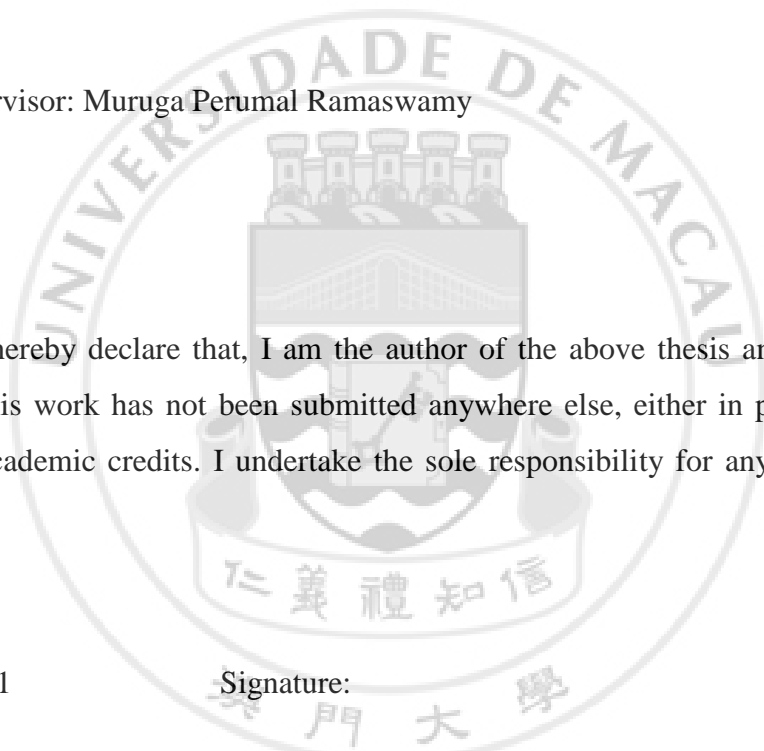 UNIVERSIDADE DE MACAU
rvisor: Muruga Perumal Ramaswamy
hereby declare that, I am the author of the above thesis an
is work has not been submitted anywhere else, either in p
cademic credits. I undertake the sole responsibility for any
仁義禮知信
1 Signature:
澳門大學